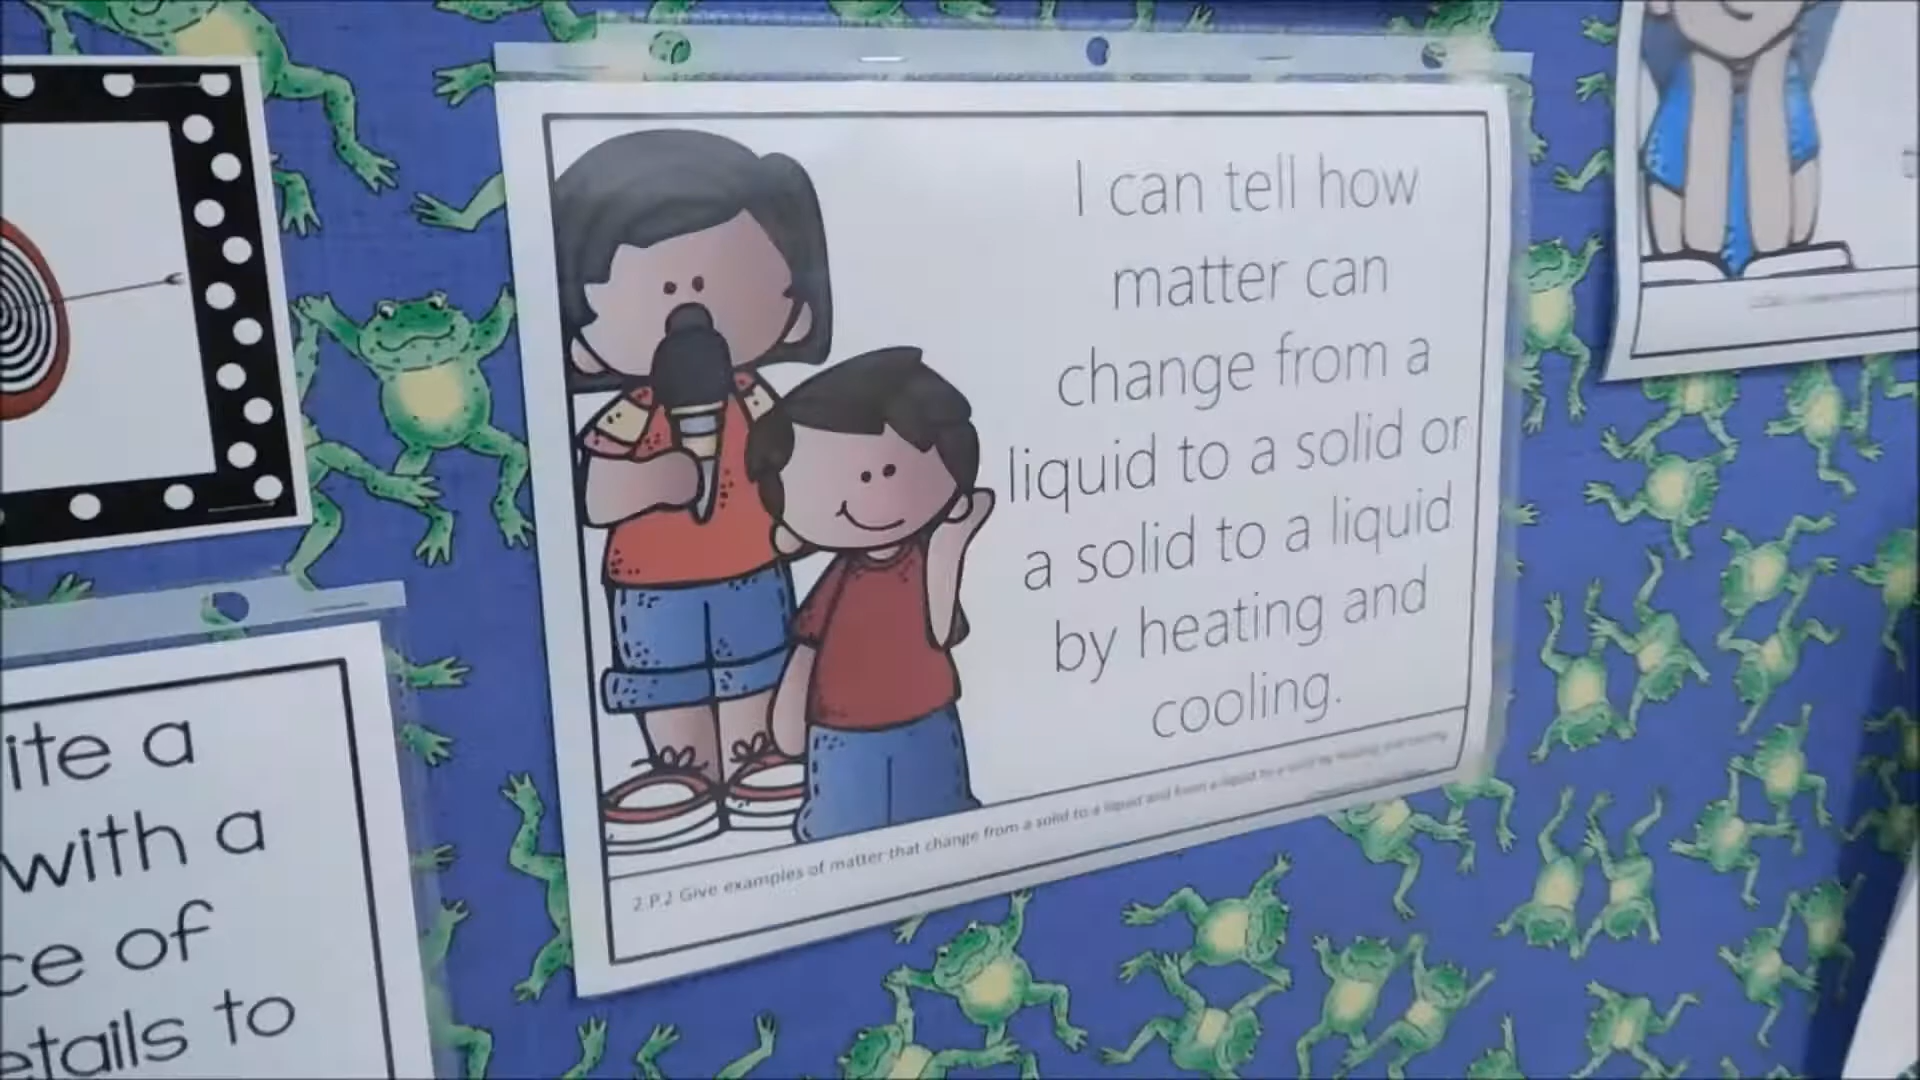 I can tell how
matter can
change from a
liquid to a solid or
a solid to a liquid
by heating and
cooling.
2.P.2 Give examples of matter that change from a solid to a liquid and from a liquid to a solid by heating and cooling
ite a
with a
ce of
etails to